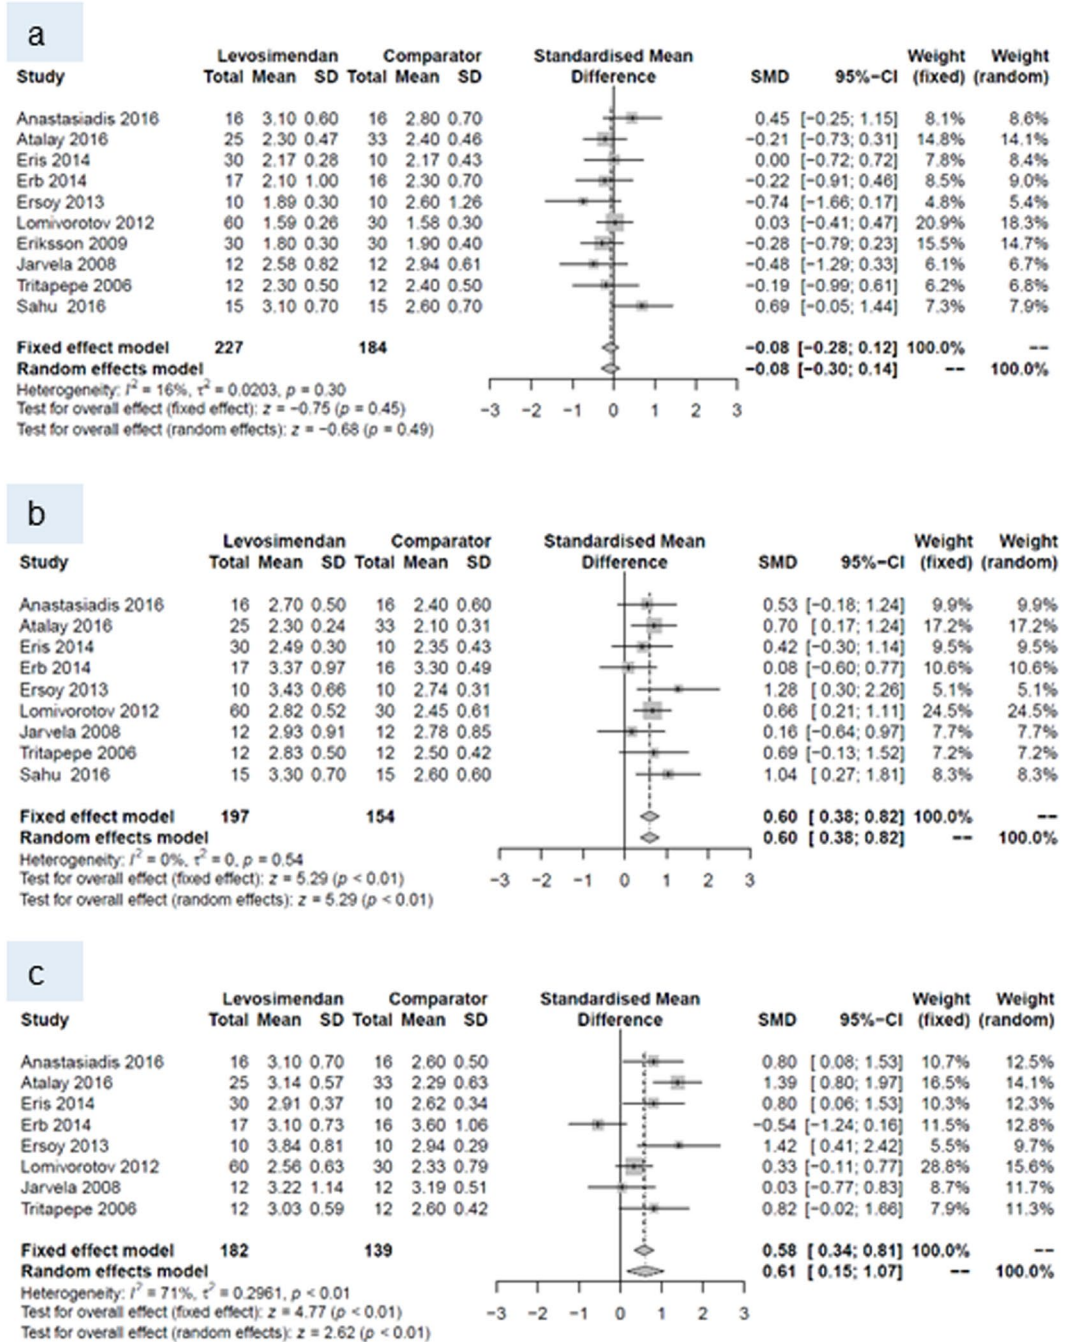 a
Levosimendan Comparator Standardised Mean Weight Weight
Study Total Mean SD Total Mean SD Difference SMD 95%−CI (fixed) (random)
Anastasiadis 2016 16 3.10 0.60 16 2.80 0.70 0.45 [−0.25; 1.15] 8.1% 8.6%
Atalay 2016 25 2.30 0.47 33 2.40 0.46 −0.21 [−0.73; 0.31] 14.8% 14.1%
Eris 2014 30 2.17 0.28 10 2.17 0.43 0.00 [−0.72; 0.72] 7.8% 8.4%
Erb 2014 17 2.10 1.00 16 2.30 0.70 −0.22 [−0.91; 0.46] 8.5% 9.0%
Ersoy 2013 10 1.89 0.30 10 2.60 1.26 −0.74 [−1.66; 0.17] 4.8% 5.4%
Lomivorotov 2012 60 1.59 0.26 30 1.58 0.30 0.03 [−0.41; 0.47] 20.9% 18.3%
Eriksson 2009 30 1.80 0.30 30 1.90 0.40 −0.28 [−0.79; 0.23] 15.5% 14.7%
Jarvela 2008 12 2.58 0.82 12 2.94 0.61 −0.48 [−1.29; 0.33] 6.1% 6.7%
Tritapepe 2006 12 2.30 0.50 12 2.40 0.50 −0.19 [−0.99; 0.61] 6.2% 6.8%
Sahu 2016 15 3.10 0.70 15 2.60 0.70 0.69 [−0.05; 1.44] 7.3% 7.9%
Fixed effect model 227 184 −0.08 [−0.28; 0.12] 100.0% −−
Random effects model −0.08 [−0.30; 0.14] −− 100.0%
Heterogeneity: I² = 16%, τ² = 0.0203, p = 0.30
Test for overall effect (fixed effect): z = −0.75 (p = 0.45)
Test for overall effect (random effects): z = −0.68 (p = 0.49)
−3 −2 −1 0 1 2 3
b
Levosimendan Comparator Standardised Mean Weight Weight
Study Total Mean SD Total Mean SD Difference SMD 95%−CI (fixed) (random)
Anastasiadis 2016 16 2.70 0.50 16 2.40 0.60 0.53 [−0.18; 1.24] 9.9% 9.9%
Atalay 2016 25 2.30 0.24 33 2.10 0.31 0.70 [ 0.17; 1.24] 17.2% 17.2%
Eris 2014 30 2.49 0.30 10 2.35 0.43 0.42 [−0.30; 1.14] 9.5% 9.5%
Erb 2014 17 3.37 0.97 16 3.30 0.49 0.08 [−0.60; 0.77] 10.6% 10.6%
Ersoy 2013 10 3.43 0.66 10 2.74 0.31 1.28 [ 0.30; 2.26] 5.1% 5.1%
Lomivorotov 2012 60 2.82 0.52 30 2.45 0.61 0.66 [ 0.21; 1.11] 24.5% 24.5%
Jarvela 2008 12 2.93 0.91 12 2.78 0.85 0.16 [−0.64; 0.97] 7.7% 7.7%
Tritapepe 2006 12 2.83 0.50 12 2.50 0.42 0.69 [−0.13; 1.52] 7.2% 7.2%
Sahu 2016 15 3.30 0.70 15 2.60 0.60 1.04 [ 0.27; 1.81] 8.3% 8.3%
Fixed effect model 197 154 0.60 [ 0.38; 0.82] 100.0% −−
Random effects model 0.60 [ 0.38; 0.82] −− 100.0%
Heterogeneity: I² = 0%, τ² = 0, p = 0.54
Test for overall effect (fixed effect): z = 5.29 (p < 0.01)
Test for overall effect (random effects): z = 5.29 (p < 0.01)
−3 −2 −1 0 1 2 3
c
Levosimendan Comparator Standardised Mean Weight Weight
Study Total Mean SD Total Mean SD Difference SMD 95%−CI (fixed) (random)
Anastasiadis 2016 16 3.10 0.70 16 2.60 0.50 0.80 [ 0.08; 1.53] 10.7% 12.5%
Atalay 2016 25 3.14 0.57 33 2.29 0.63 1.39 [ 0.80; 1.97] 16.5% 14.1%
Eris 2014 30 2.91 0.37 10 2.62 0.34 0.80 [ 0.06; 1.53] 10.3% 12.3%
Erb 2014 17 3.10 0.73 16 3.60 1.06 −0.54 [−1.24; 0.16] 11.5% 12.8%
Ersoy 2013 10 3.84 0.81 10 2.94 0.29 1.42 [ 0.41; 2.42] 5.5% 9.7%
Lomivorotov 2012 60 2.56 0.63 30 2.33 0.79 0.33 [−0.11; 0.77] 28.8% 15.6%
Jarvela 2008 12 3.22 1.14 12 3.19 0.51 0.03 [−0.77; 0.83] 8.7% 11.7%
Tritapepe 2006 12 3.03 0.59 12 2.60 0.42 0.82 [−0.02; 1.66] 7.9% 11.3%
Fixed effect model 182 139 0.58 [ 0.34; 0.81] 100.0% −−
Random effects model 0.61 [ 0.15; 1.07] −− 100.0%
Heterogeneity: I² = 71%, τ² = 0.2961, p < 0.01
Test for overall effect (fixed effect): z = 4.77 (p < 0.01)
Test for overall effect (random effects): z = 2.62 (p < 0.01)
−3 −2 −1 0 1 2 3